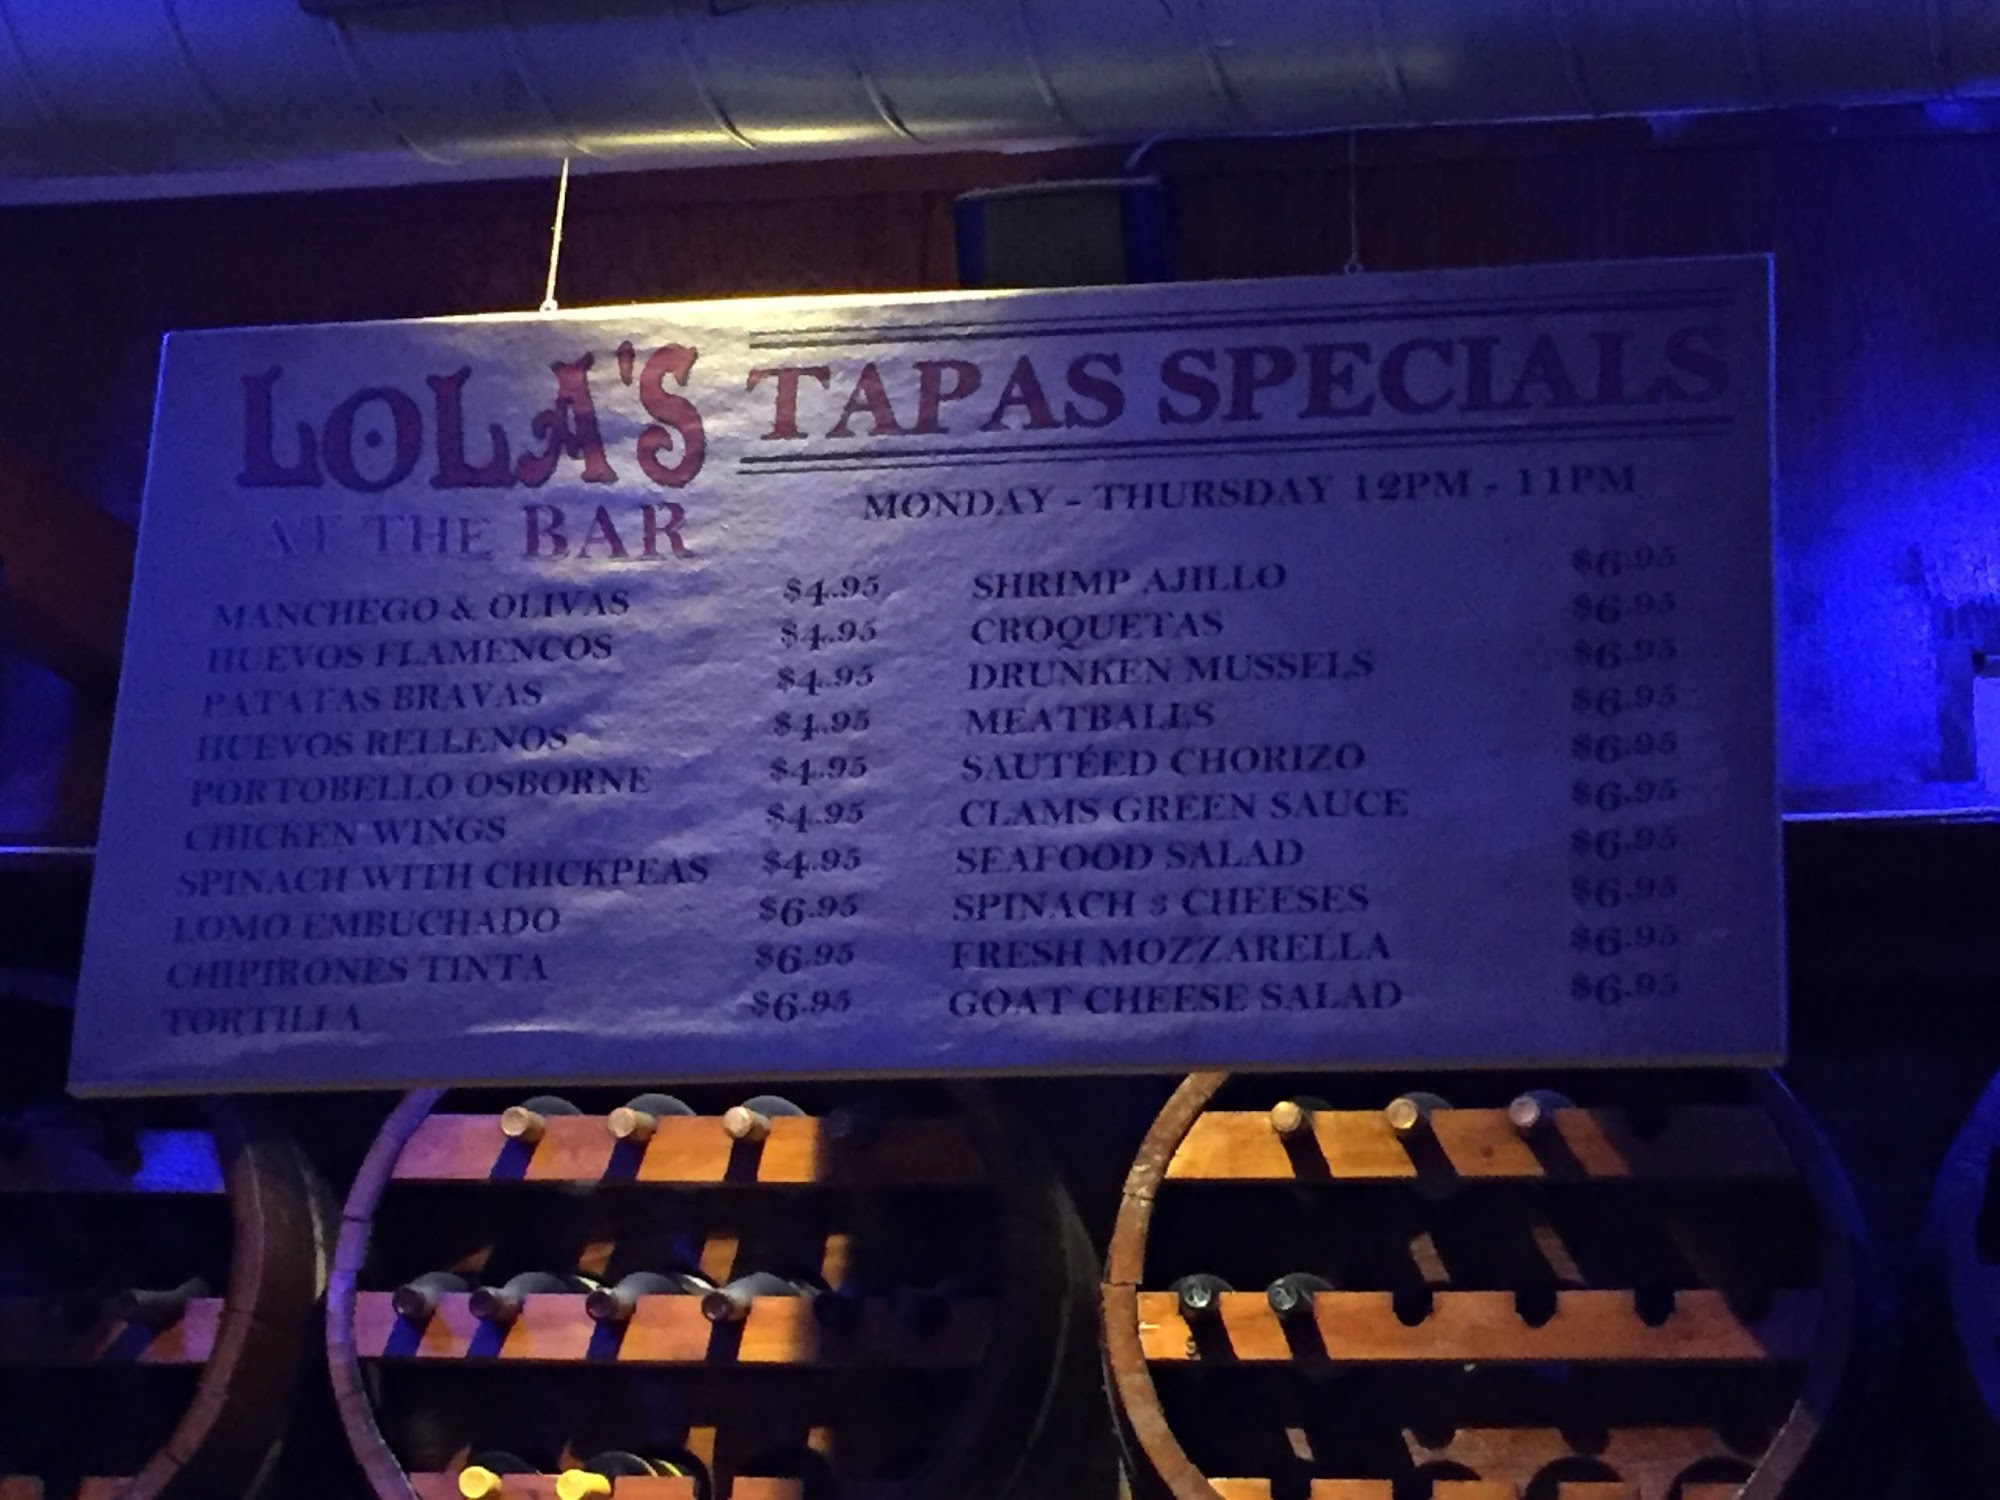 LOLA'S TAPAS SPECIALS
AT THE BAR
MONDAY - THURSDAY 12PM - 11PM
MANCHEGO & OLIVAS $4.95
HUEVOS FLAMENCOS $4.95
PATATAS BRAVAS $4.95
HUEVOS RELLENOS $4.95
PORTOBELLO OSBORNE $4.95
CHICKEN WINGS $4.95
SPINACH WITH CHICKPEAS $4.95
LOMO EMBUCHADO $6.95
CHIPIRONES TINTA $6.95
TORTILLA $6.95
SHRIMP AJILLO $6.95
CROQUETAS $6.95
DRUNKEN MUSSELS $6.95
MEATBALLS $6.95
SAUTÉED CHORIZO $6.95
CLAMS GREEN SAUCE $6.95
SEAFOOD SALAD $6.95
SPINACH 3 CHEESES $6.95
FRESH MOZZARELLA $6.95
GOAT CHEESE SALAD $6.95